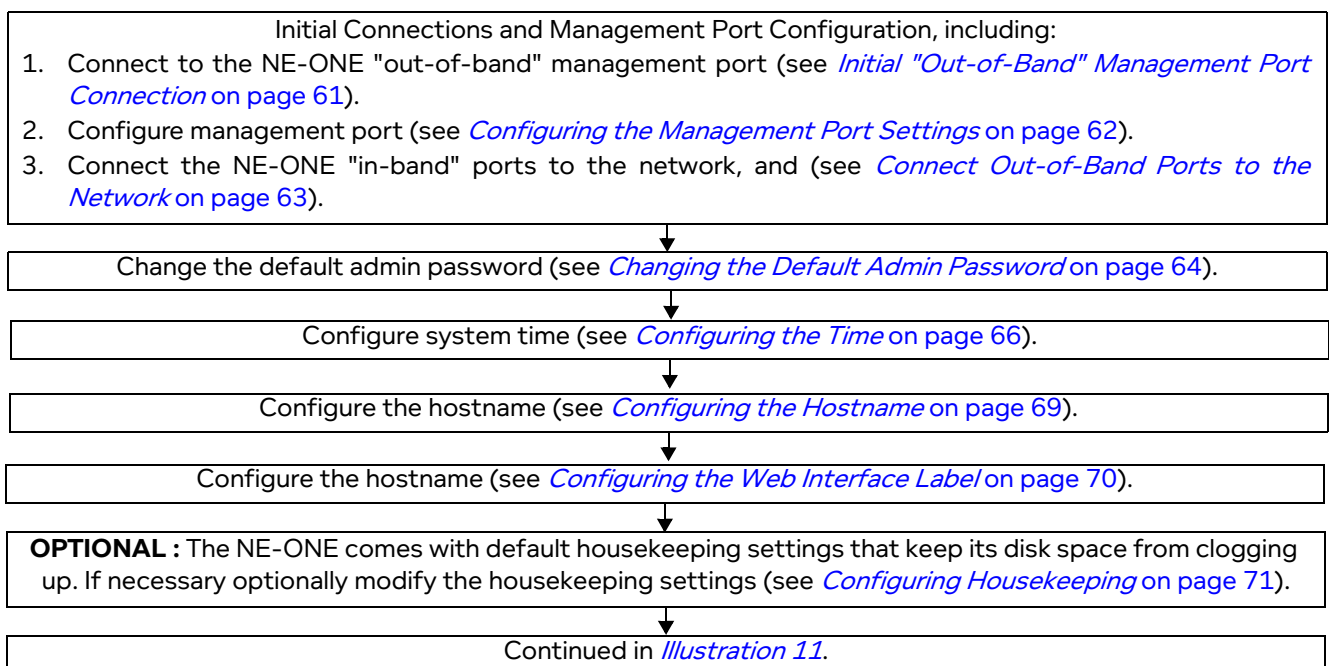 Initial Connections and Management Port Configuration, including:
1. Connect to the NE-ONE "out-of-band" management port (see Initial "Out-of-Band" Management Port
Connection on page 61).
2. Configure management port (see Configuring the Management Port Settings on page 62).
3. Connect the NE-ONE "in-band" ports to the network, and (see Connect Out-of-Band Ports to the
Network on page 63).
Change the default admin password (see Changing the Default Admin Password on page 64).
Configure system time (see Configuring the Time on page 66).
Configure the hostname (see Configuring the Hostname on page 69).
Configure the hostname (see Configuring the Web Interface Label on page 70).
OPTIONAL : The NE-ONE comes with default housekeeping settings that keep its disk space from clogging
up. If necessary optionally modify the housekeeping settings (see Configuring Housekeeping on page 71).
Continued in Illustration 11.